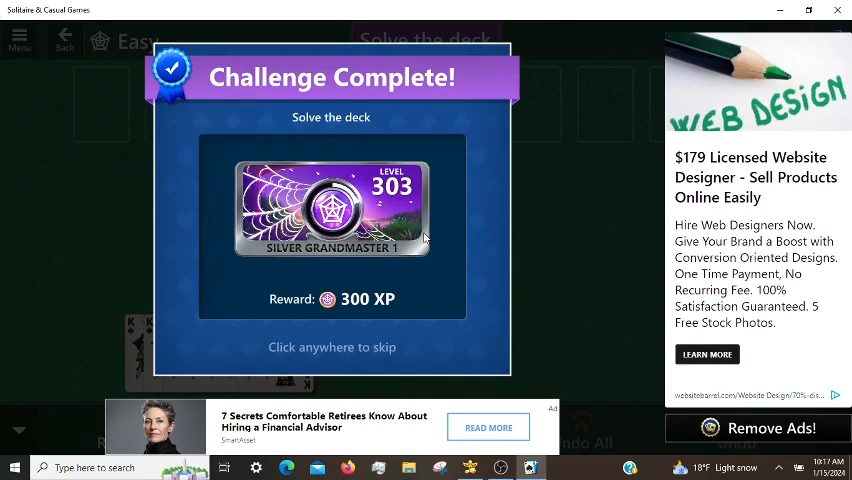 Solitaire & Casual Games
Menu
Back
Easy
Solve the deck
Challenge Complete!
Solve the deck
LEVEL
303
SILVER GRANDMASTER 1
Reward: 300 XP
Click anywhere to skip
K
WEB DESIGN
$179 Licensed Website
Designer - Sell Products
Online Easily
Hire Web Designers Now.
Give Your Brand a Boost with
Conversion Oriented Designs.
One Time Payment, No
Recurring Fee. 100%
Satisfaction Guaranteed. 5
Free Stock Photos.
LEARN MORE
websitebarrel.com/Website Design/70%-dis...
Remove Ads!
7 Secrets Comfortable Retirees Know About
Hiring a Financial Advisor
SmartAsset
READ MORE
Ad
Undo All
Undo
Type here to search
18°F Light snow
10:17 AM
1/15/2024